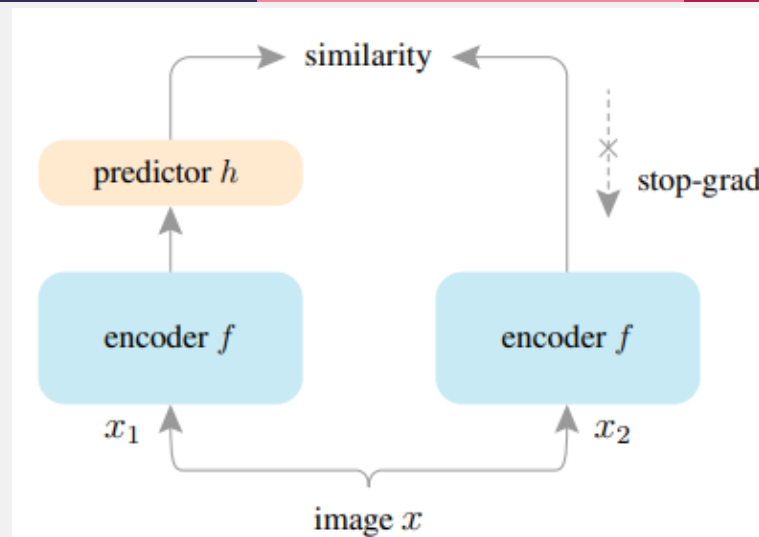 similarity
predictor h
stop-grad
encoder f
encoder f
x₁
x₂
image x